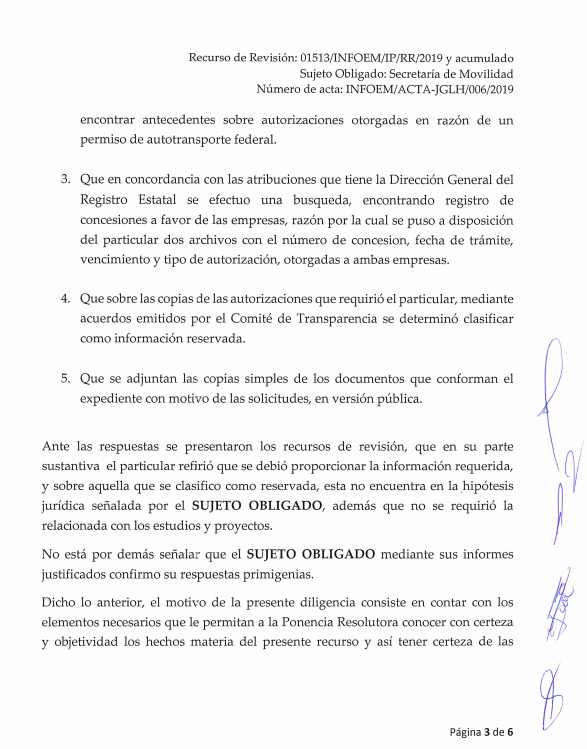 Recurso de Revisión: 01513/INFOEM/IP/RR/2019 y acumulado
Sujeto Obligado: Secretaría de Movilidad
Número de acta: INFOEM/ACTA-JGLH/006/2019
encontrar antecedentes sobre autorizaciones otorgadas en razón de un
permiso de autotransporte federal.
3. Que en concordancia con las atribuciones que tiene la Dirección General del
Registro Estatal se efectuo una busqueda, encontrando registro de
concesiones a favor de las empresas, razón por la cual se puso a disposición
del particular dos archivos con el número de concesion, fecha de trámite,
vencimiento y tipo de autorización, otorgadas a ambas empresas.
4. Que sobre las copias de las autorizaciones que requirió el particular, mediante
acuerdos emitidos por el Comité de Transparencia se determinó clasificar
como información reservada.
5. Que se adjuntan las copias simples de los documentos que conforman el
expediente con motivo de las solicitudes, en versión pública.
Ante las respuestas se presentaron los recursos de revisión, que en su parte
sustantiva el particular refirió que se debió proporcionar la información requerida,
y sobre aquella que se clasifico como reservada, esta no encuentra en la hipótesis
jurídica señalada por el SUJETO OBLIGADO, además que no se requirió la
relacionada con los estudios y proyectos.
No está por demás señalar que el SUJETO OBLIGADO mediante sus informes
justificados confirmo su respuestas primigenias.
Dicho lo anterior, el motivo de la presente diligencia consiste en contar con los
elementos necesarios que le permitan a la Ponencia Resolutora conocer con certeza
y objetividad los hechos materia del presente recurso y así tener certeza de las
Página 3 de 6